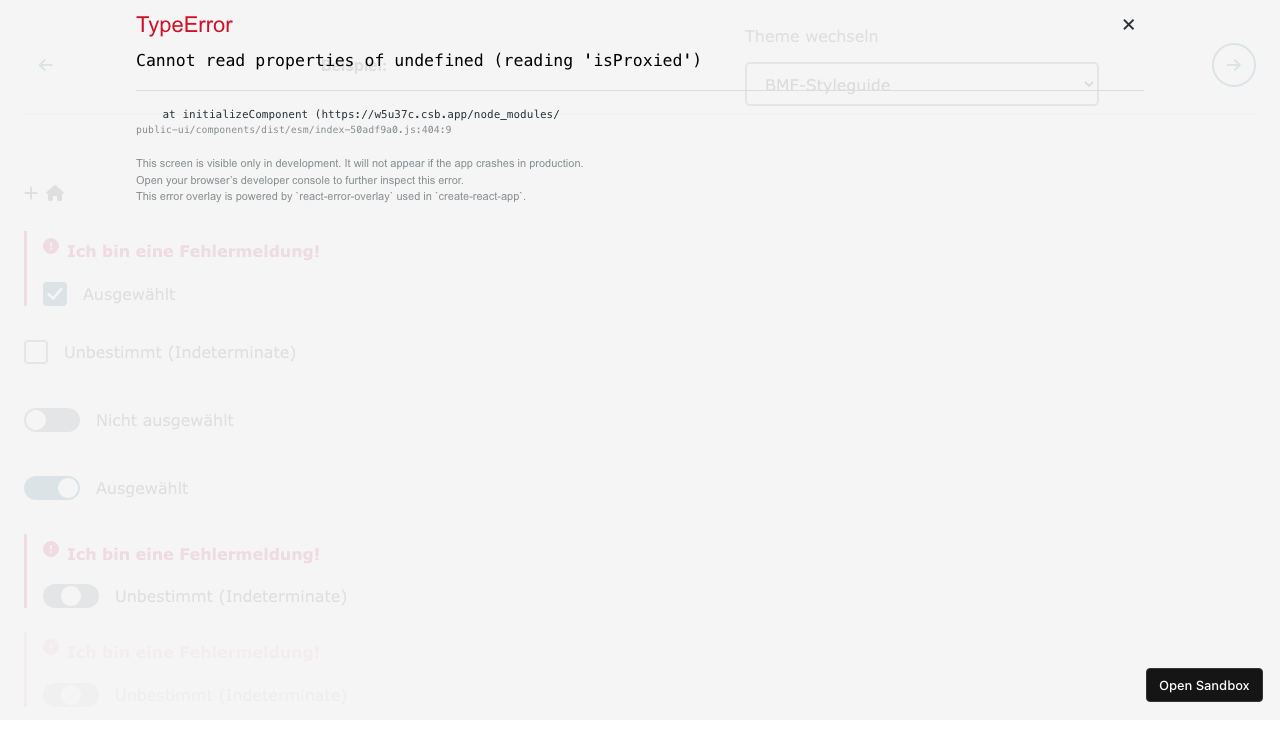 TypeError
Cannot read properties of undefined (reading 'isProxied')
Theme wechseln
Beispiel:
BMF-Styleguide
at initializeComponent (https://w5u37c.csb.app/node_modules/
public-ui/components/dist/esm/index-50adf9a0.js:404:9
This screen is visible only in development. It will not appear if the app crashes in production.
Open your browser's developer console to further inspect this error.
This error overlay is powered by `react-error-overlay` used in `create-react-app`.
Ich bin eine Fehlermeldung!
Ausgewählt
Unbestimmt (Indeterminate)
Nicht ausgewählt
Ausgewählt
Ich bin eine Fehlermeldung!
Unbestimmt (Indeterminate)
Ich bin eine Fehlermeldung!
Unbestimmt (Indeterminate)
Open Sandbox